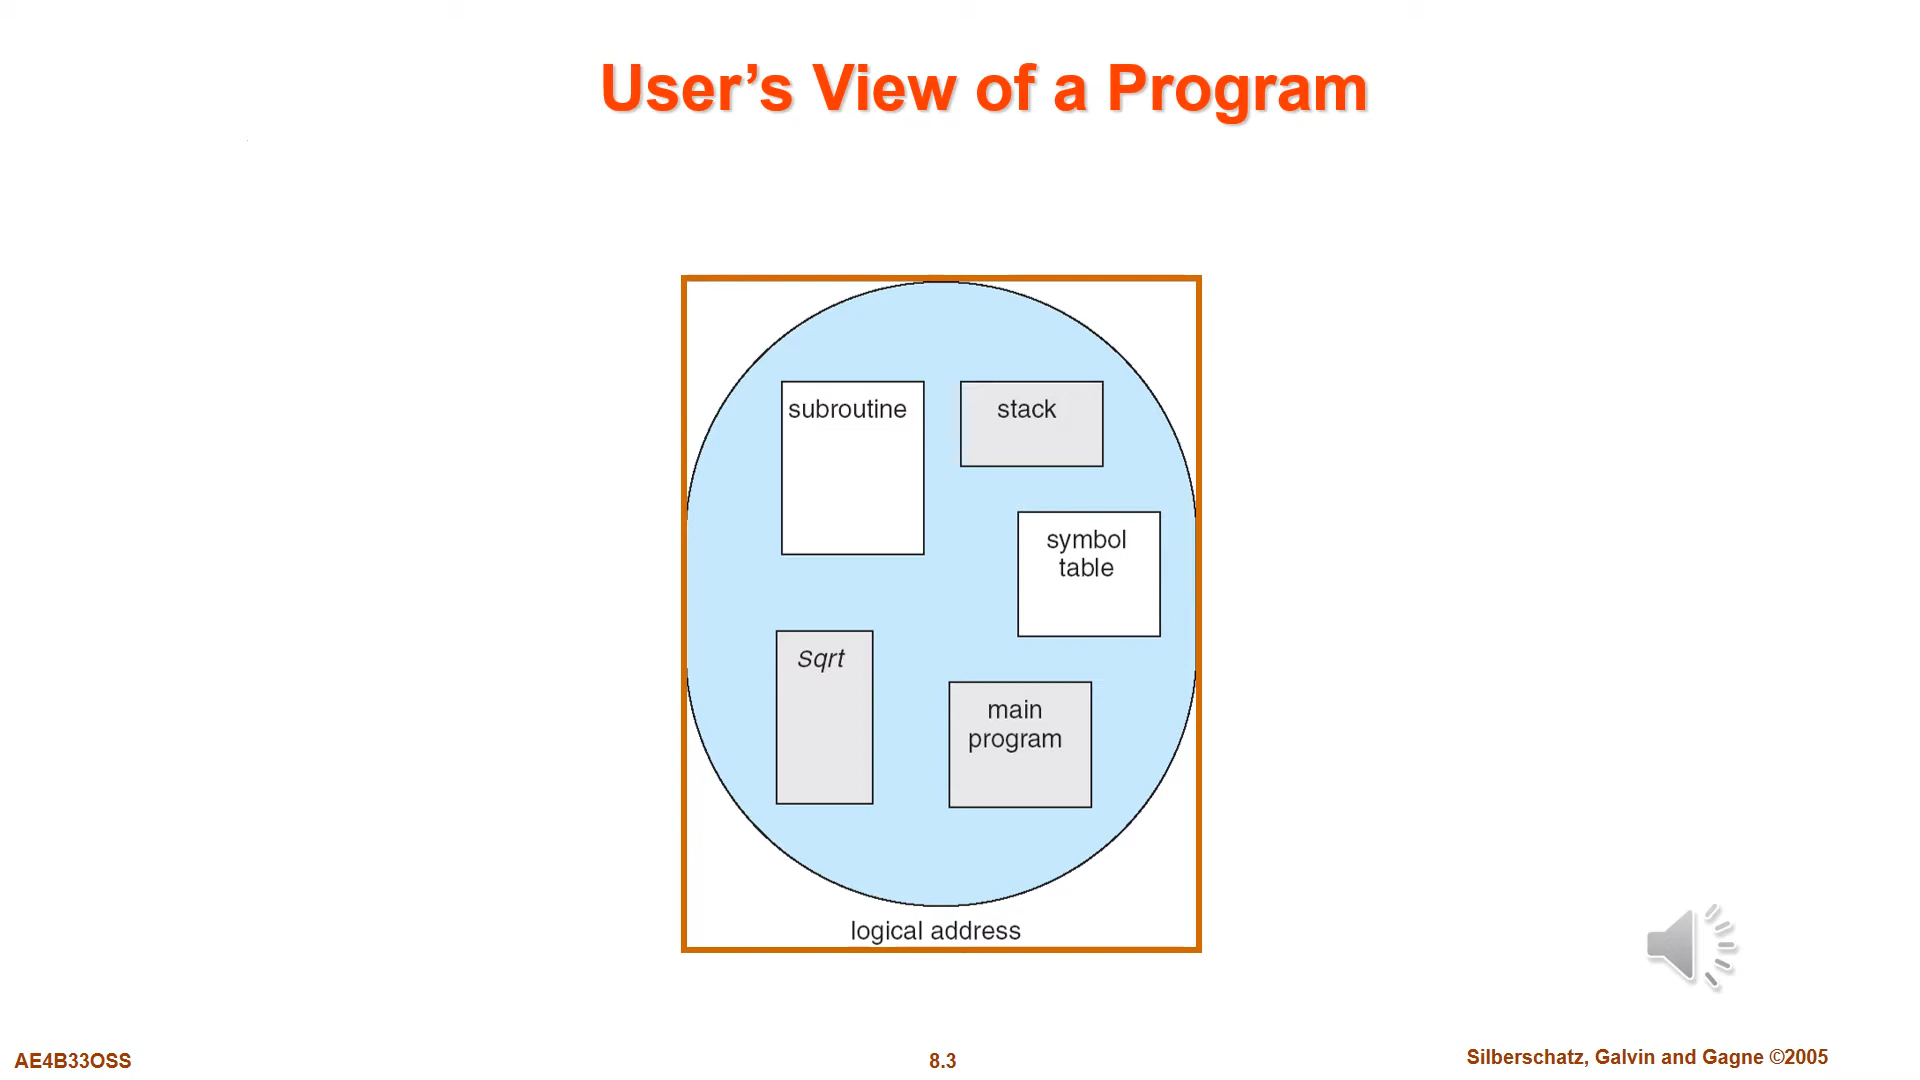 User’s View of a Program
subroutine
stack
symbol
table
Sqrt
main
program
logical address
AE4B33OSS
8.3
Silberschatz, Galvin and Gagne ©2005